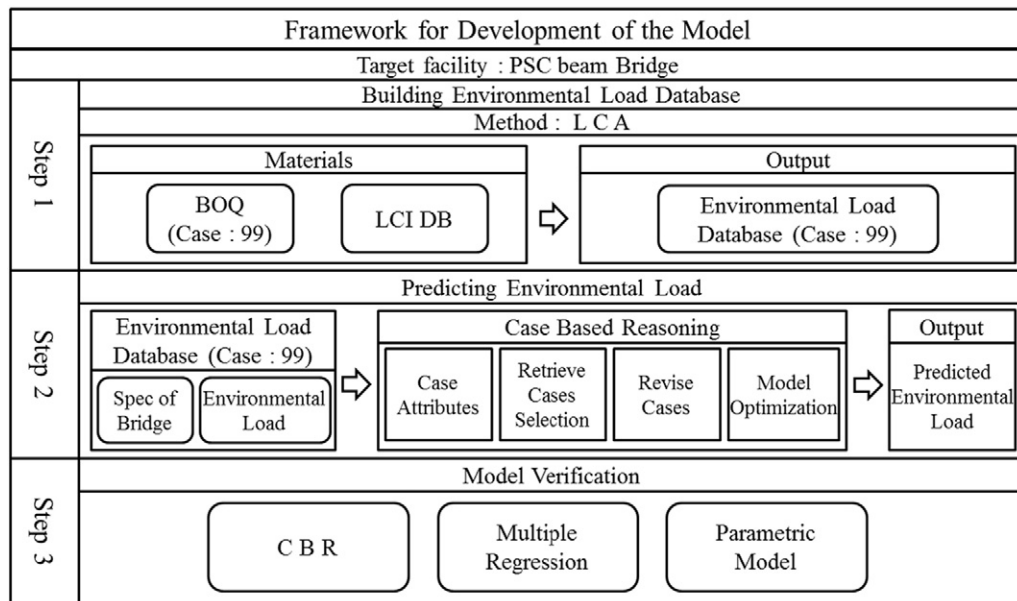 Framework for Development of the Model
Target facility : PSC beam Bridge
Step 1
Building Environmental Load Database
Method : L C A
Materials
BOQ
(Case : 99)
LCI DB
Output
Environmental Load
Database (Case : 99)
Step 2
Predicting Environmental Load
Environmental Load
Database (Case : 99)
Spec of
Bridge
Environmental
Load
Case Based Reasoning
Case
Attributes
Retrieve
Cases
Selection
Revise
Cases
Model
Optimization
Output
Predicted
Environmental
Load
Step 3
Model Verification
C B R
Multiple
Regression
Parametric
Model